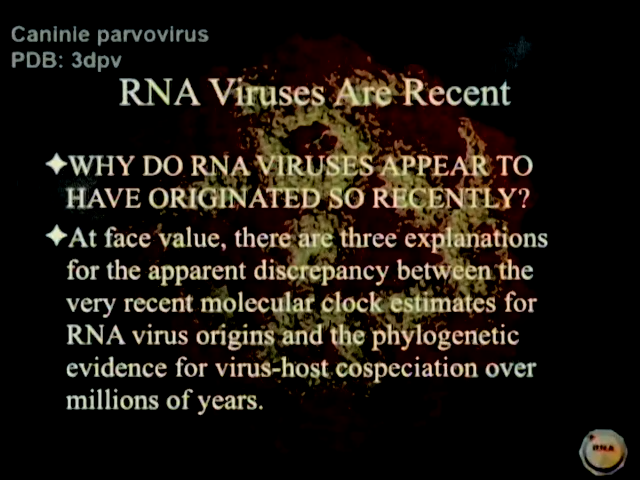 Caninie parvovirus
PDB: 3dpv
RNA Viruses Are Recent
✦WHY DO RNA VIRUSES APPEAR TO
HAVE ORIGINATED SO RECENTLY?
✦At face value, there are three explanations
for the apparent discrepancy between the
very recent molecular clock estimates for
RNA virus origins and the phylogenetic
evidence for virus-host cospeciation over
millions of years.
RNA